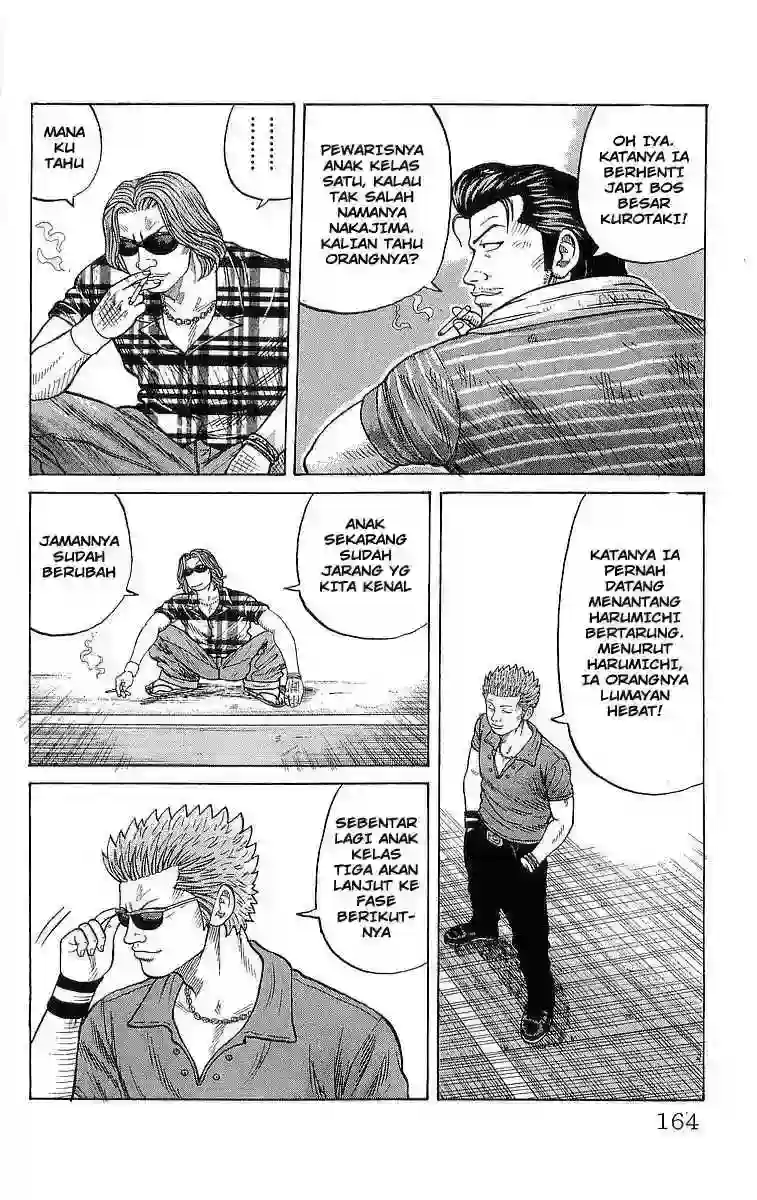 OH IYA.
KATANYA IA
BERHENTI
JADI BOS
BESAR
KUROTAKI!
PEWARISNYA
ANAK KELAS
SATU, KALAU
TAK SALAH
NAMANYA
NAKAJIMA.
KALIAN TAHU
ORANGNYA?
......
......
MANA
KU
TAHU
KATANYA IA
PERNAH
DATANG
MENANTANG
HARUMICHI
BERTARUNG.
MENURUT
HARUMICHI,
IA ORANGNYA
LUMAYAN
HEBAT!
ANAK
SEKARANG
SUDAH
JARANG YG
KITA KENAL
JAMANNYA
SUDAH
BERUBAH
SEBENTAR
LAGI ANAK
KELAS
TIGA AKAN
LANJUT KE
FASE
BERIKUT-
NYA
164